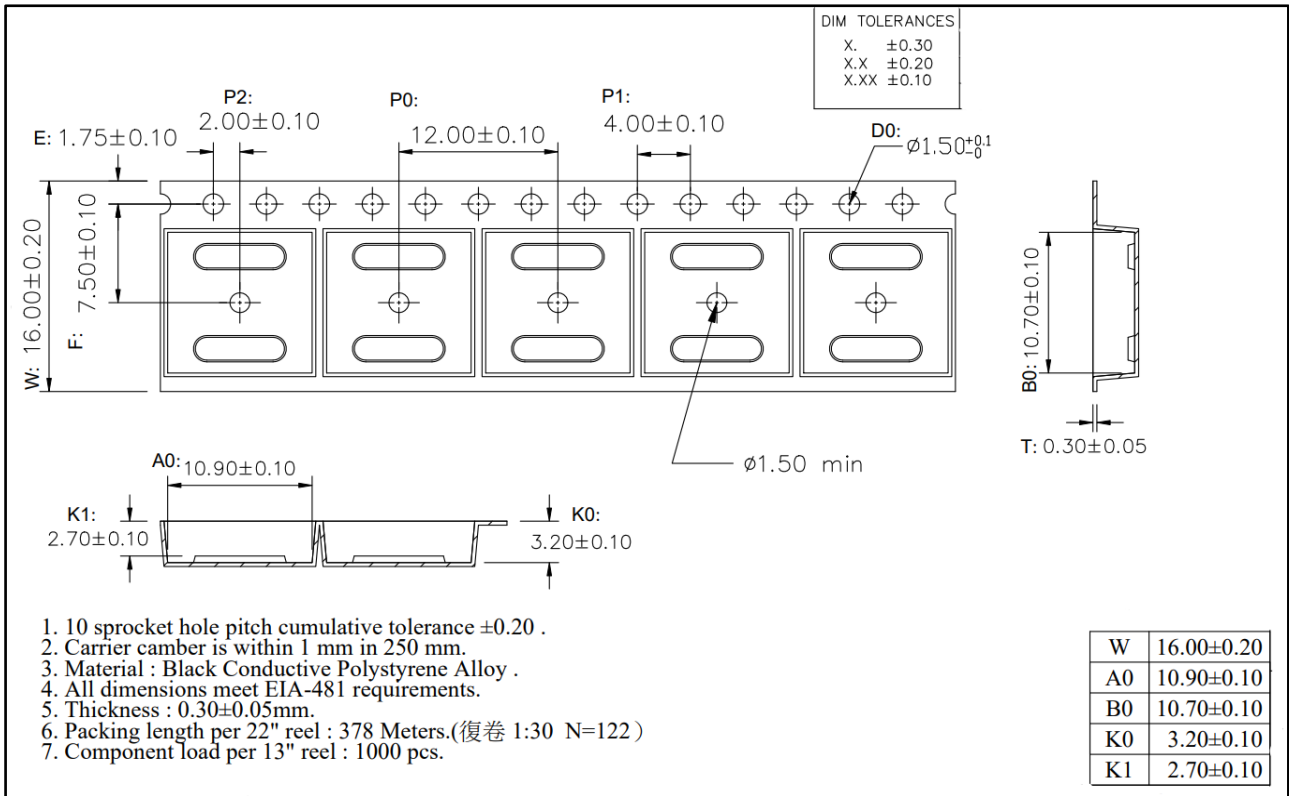 DIM TOLERANCES
X. ±0.30
X.X ±0.20
X.XX ±0.10
P2:
2.00±0.10
P0:
12.00±0.10
P1:
4.00±0.10
D0:
Ø1.50+0.1-0
E: 1.75±0.10
W: 16.00±0.20
F: 7.50±0.10
B0: 10.70±0.10
T: 0.30±0.05
Ø1.50 min
A0: 10.90±0.10
K1:
2.70±0.10
K0:
3.20±0.10
1. 10 sprocket hole pitch cumulative tolerance ±0.20 .
2. Carrier camber is within 1 mm in 250 mm.
3. Material : Black Conductive Polystyrene Alloy .
4. All dimensions meet EIA-481 requirements.
5. Thickness : 0.30±0.05mm.
6. Packing length per 22" reel : 378 Meters.(復卷 1:30 N=122）
7. Component load per 13" reel : 1000 pcs.
W 16.00±0.20
A0 10.90±0.10
B0 10.70±0.10
K0 3.20±0.10
K1 2.70±0.10